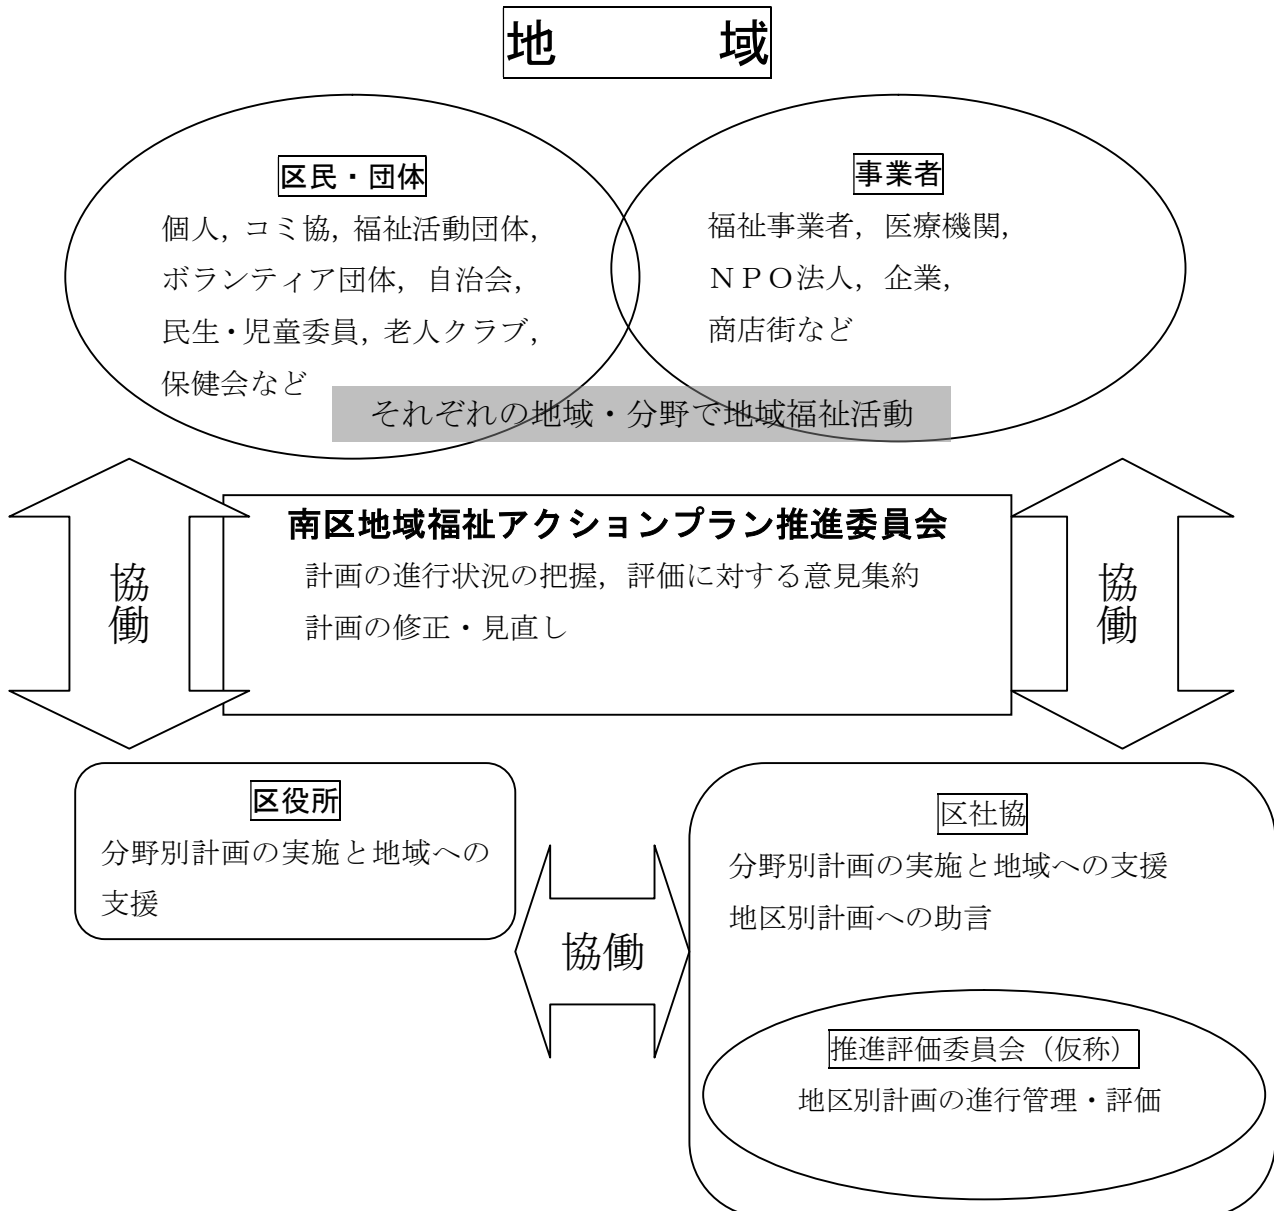 地　　　域
区民・団体
個人，コミ協，福祉活動団体，
ボランティア団体，自治会，
民生・児童委員，老人クラブ，
保健会など
事業者
福祉事業者，医療機関，
ＮＰＯ法人，企業，
商店街など
それぞれの地域・分野で地域福祉活動
協働
南区地域福祉アクションプラン推進委員会
計画の進行状況の把握，評価に対する意見集約
計画の修正・見直し
協働
区役所
分野別計画の実施と地域への
支援
協働
区社協
分野別計画の実施と地域への支援
地区別計画への助言
推進評価委員会（仮称）
地区別計画の進行管理・評価